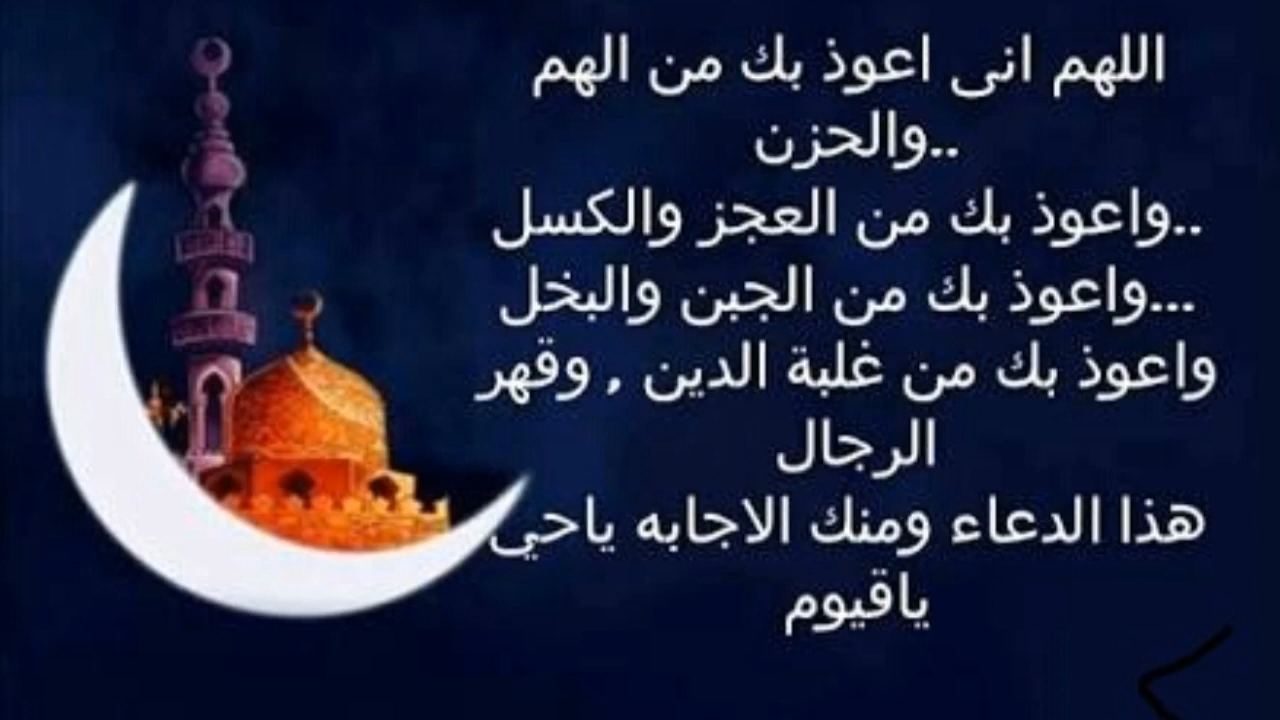 اللهم انى اعوذ بك من الهم
..والحزن
..واعوذ بك من العجز والكسل
...واعوذ بك من الجبن والبخل
واعوذ بك من غلبة الدين , وقهر
الرجال
هذا الدعاء ومنك الاجابه ياحي
ياقيوم